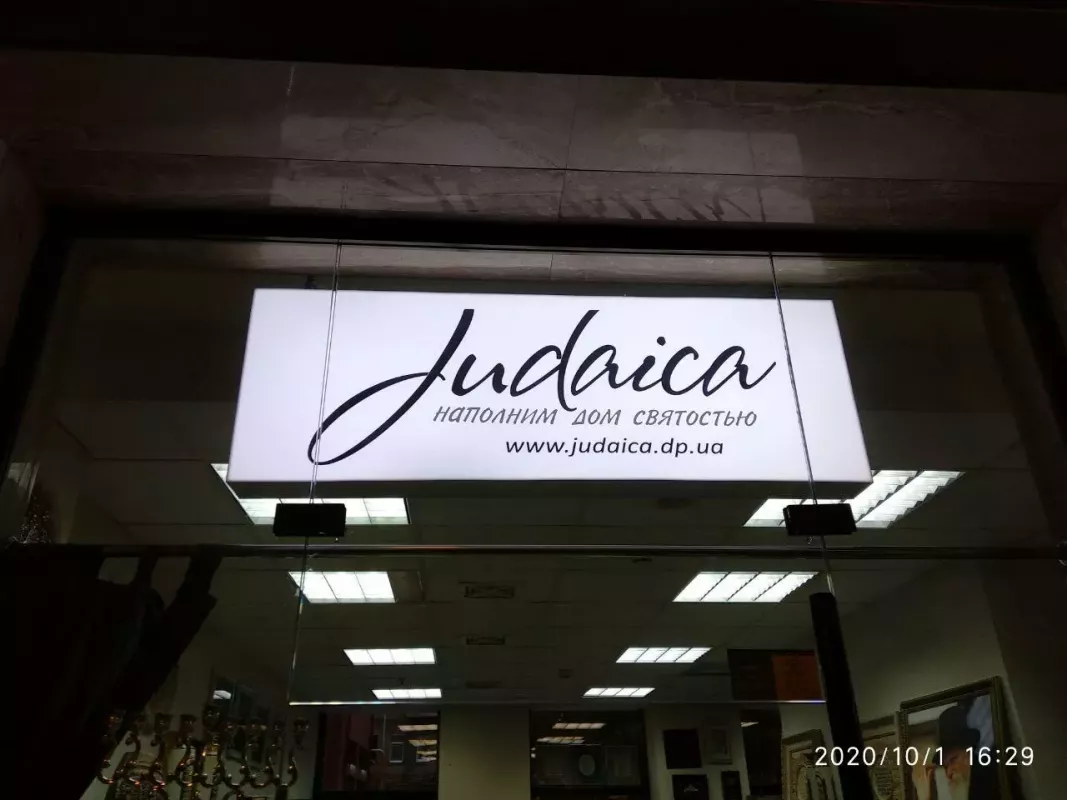 Judaica
наполним дом святостью
www.judaica.dp.ua
2020/10/1 16:29